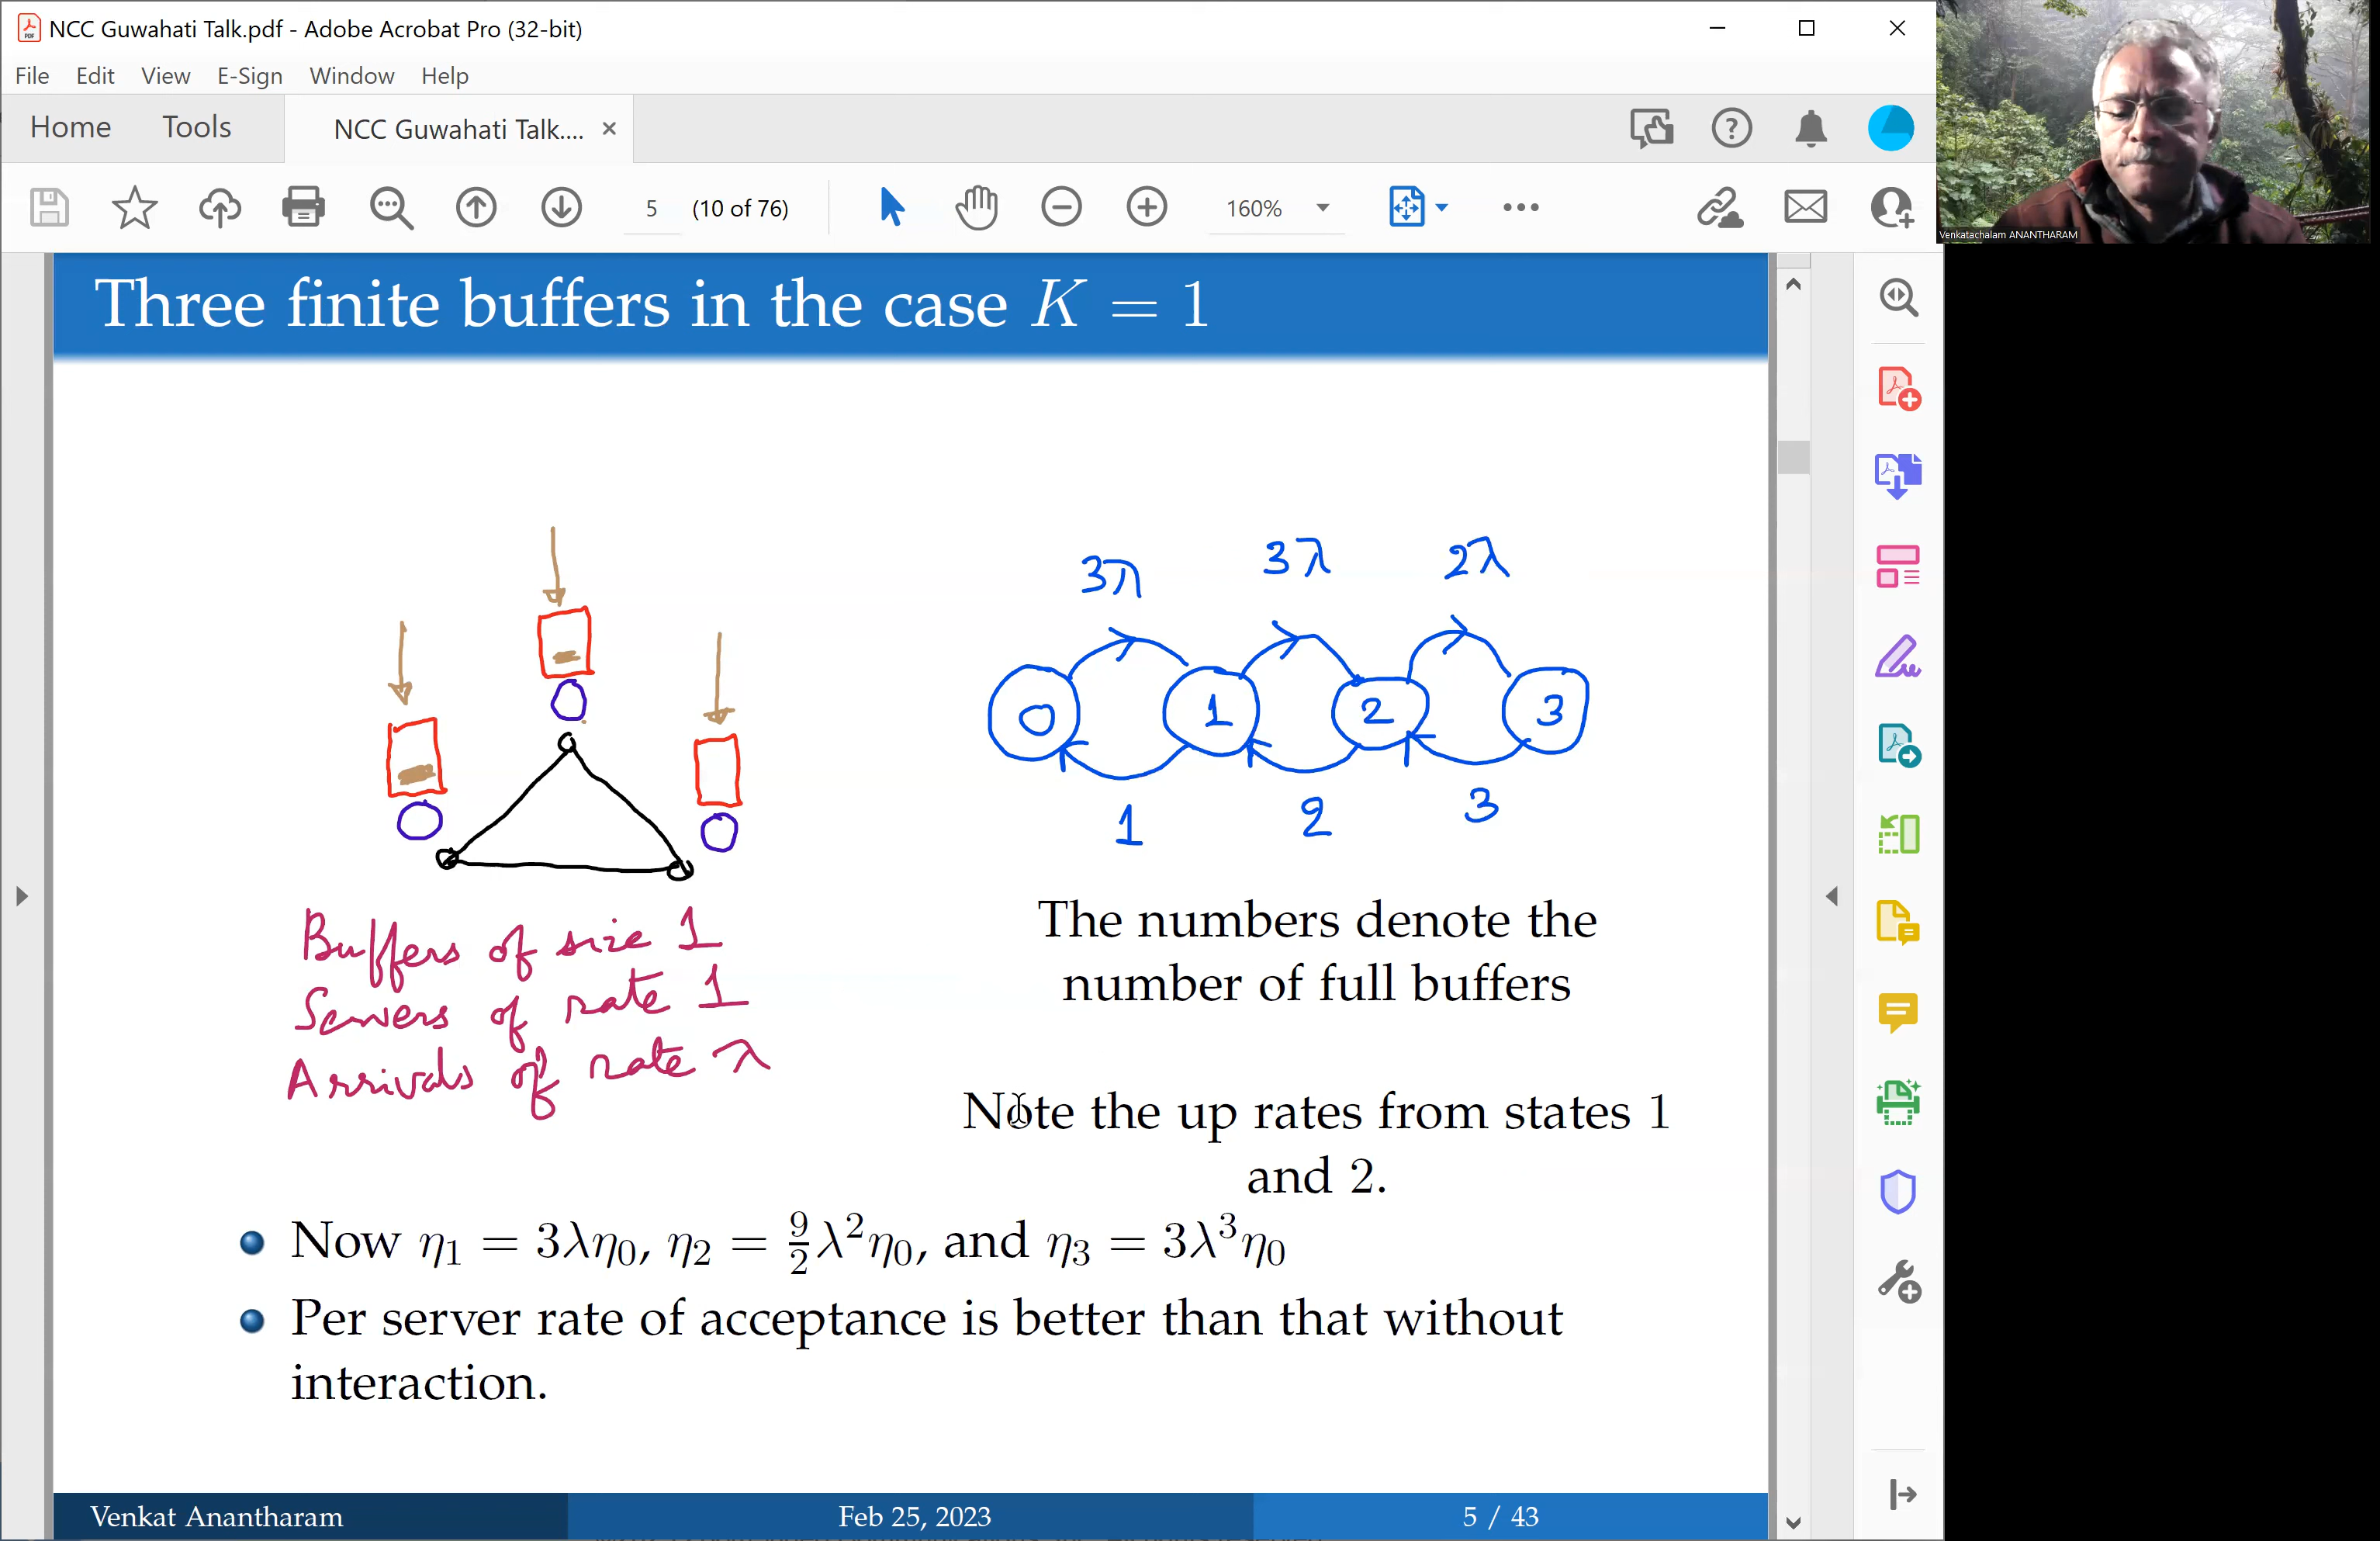 NCC Guwahati Talk.pdf - Adobe Acrobat Pro (32-bit)
File Edit View E-Sign Window Help
Home Tools NCC Guwahati Talk.... ×
5 (10 of 76) 160%
Venkatachalam ANANTHARAM
Three finite buffers in the case K = 1
3λ 3λ 2λ
0 1 2 3
1 2 3
Buffers of size 1
Servers of rate 1
Arrivals of rate λ
The numbers denote the
number of full buffers
Note the up rates from states 1
and 2.
Now η₁ = 3λη₀, η₂ = 9/2 λ²η₀, and η₃ = 3λ³η₀
Per server rate of acceptance is better than that without
interaction.
Venkat Anantharam Feb 25, 2023 5 / 43